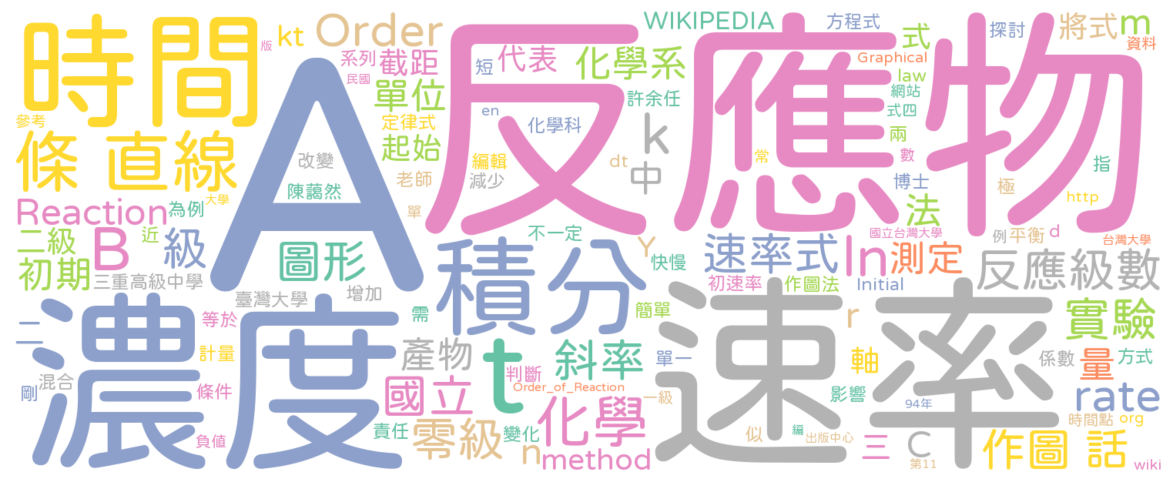 時間
A
反應物
濃度
速率
條 直線
積分
kt
Order
WIKIPEDIA
方程式
探討
將式
m
資料
版
系列
民國
截距
短
代表
化學系
式
Graphical
law
網站
式四
單位
許余任
參考
定律式
en
化學科
k
兩
起始
改變
編輯
dt
中
常
數
指
老師
減少
博士
極
http
陳藹然
Reaction
為例
大學
單
法
國立台灣大學
例
平衡
d
台灣大學
二級
近
B
級
圖形
不一定
Y
快慢
速率式
ln
測定
反應級數
初期
三重高級中學
臺灣大學
增加
初速率
作圖法
Initial
二
等於
需
簡單
r
實驗
計量
產物
t
斜率
單一
軸
係數
量
方式
剛
混合
條件
國立
判斷
Order_of_Reaction
一級
影響
94年
rate
時間點
org
負值
責任
零級
變化
n
化學
method
似
編
出版中心
三
C
第11
作圖 話
wiki